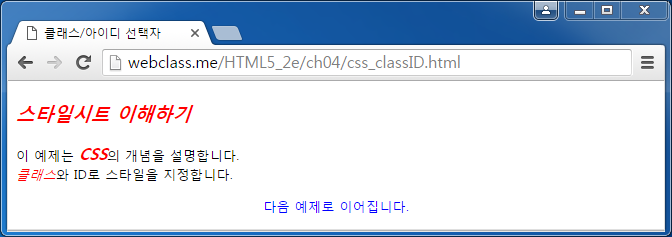 클래스/아이디 선택자
webclass.me/HTML5_2e/ch04/css_classID.html
스타일시트 이해하기
이 예제는 CSS의 개념을 설명합니다.
클래스와 ID로 스타일을 지정합니다.
다음 예제로 이어집니다.